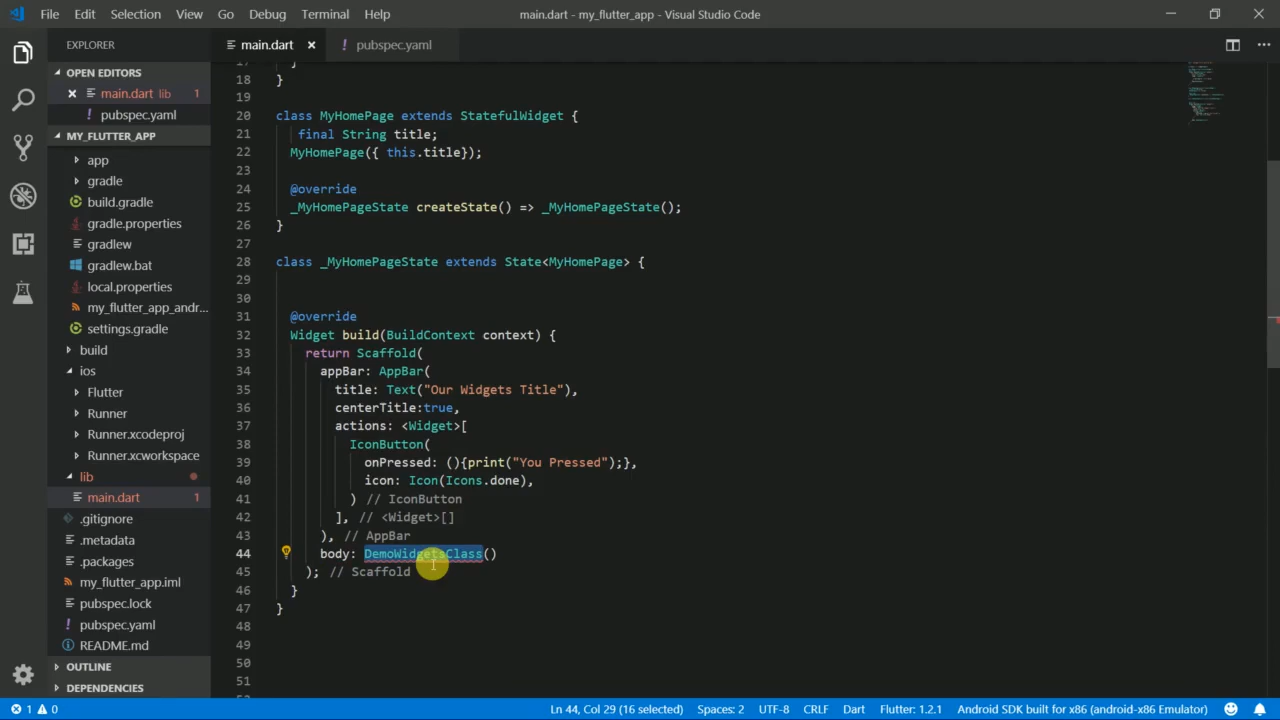 File Edit Selection View Go Debug Terminal Help main.dart - my_flutter_app - Visual Studio Code
EXPLORER
OPEN EDITORS
main.dart lib 1
pubspec.yaml
MY_FLUTTER_APP
app
gradle
build.gradle
gradle.properties
gradlew
gradlew.bat
local.properties
my_flutter_app_andr...
settings.gradle
build
ios
Flutter
Runner
Runner.xcodeproj
Runner.xcworkspace
lib
main.dart 1
.gitignore
.metadata
.packages
my_flutter_app.iml
pubspec.lock
pubspec.yaml
README.md
OUTLINE
DEPENDENCIES
main.dart pubspec.yaml
18 }
19
20 class MyHomePage extends StatefulWidget {
21 final String title;
22 MyHomePage({ this.title});
23
24 @override
25 _MyHomePageState createState() => _MyHomePageState();
26 }
27
28 class _MyHomePageState extends State<MyHomePage> {
29
30
31 @override
32 Widget build(BuildContext context) {
33 return Scaffold(
34 appBar: AppBar(
35 title: Text("Our Widgets Title"),
36 centerTitle:true,
37 actions: <Widget>[
38 IconButton(
39 onPressed: (){print("You Pressed");},
40 icon: Icon(Icons.done),
41 ) // IconButton
42 ], // <Widget>[]
43 ), // AppBar
44 body: DemoWidgetsClass()
45 ); // Scaffold
46 }
47 }
48
49
50
51
1 0 Ln 44, Col 29 (16 selected) Spaces: 2 UTF-8 CRLF Dart Flutter: 1.2.1 Android SDK built for x86 (android-x86 Emulator)